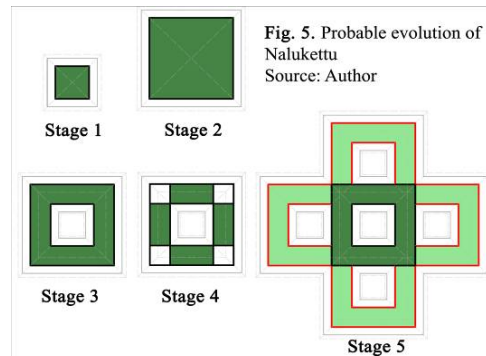 Fig. 5. Probable evolution of
Nalukettu
Source: Author
Stage 1
Stage 2
Stage 3
Stage 4
Stage 5